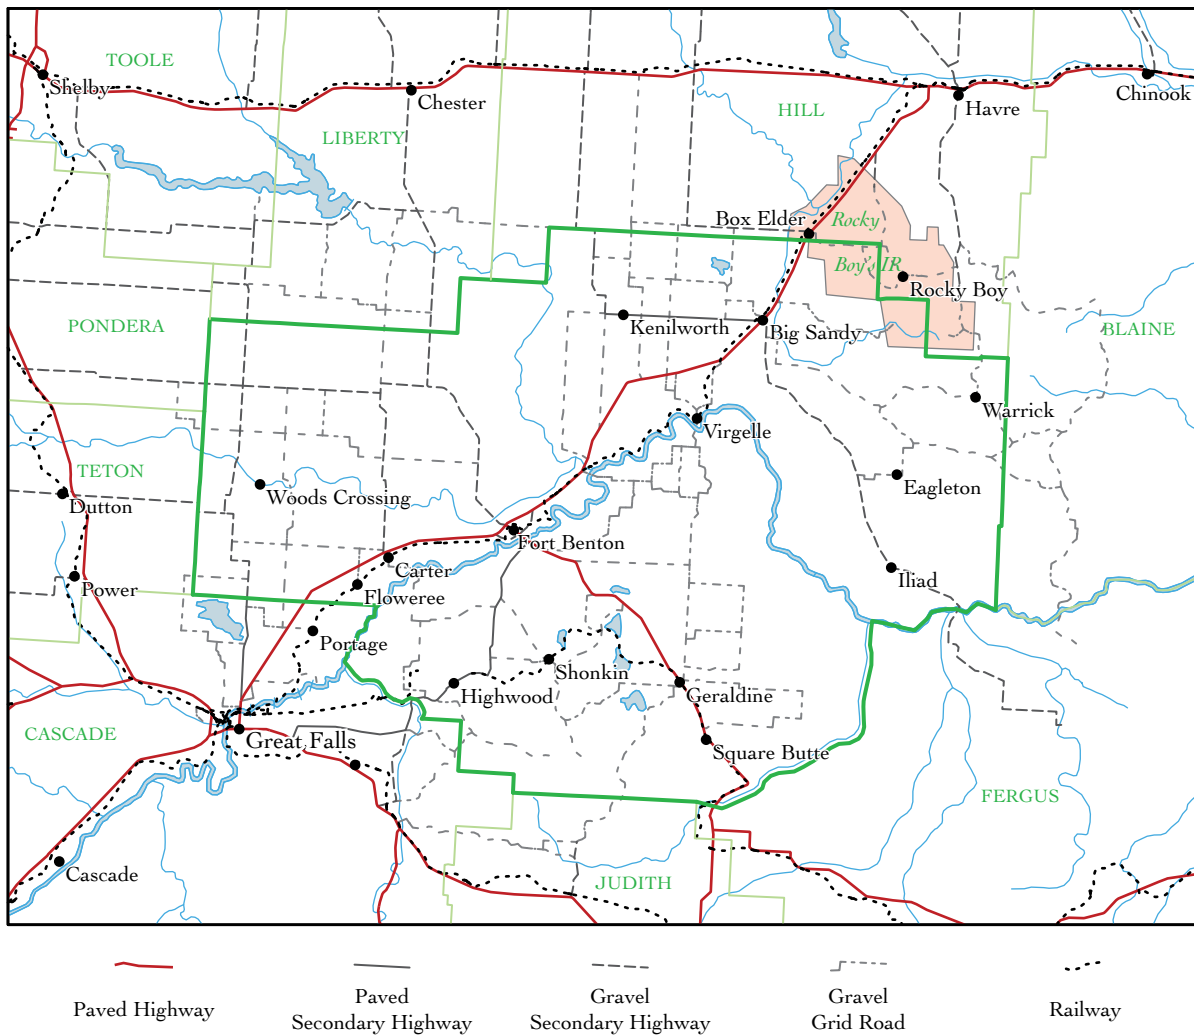 TOOLE
Shelby
Chester
HILL
Havre
Chinook
LIBERTY
Box Elder
Rocky
Boy's IR
Rocky Boy
PONDERA
Kenilworth
Big Sandy
BLAINE
Warrick
Virgelle
TETON
Woods Crossing
Eagleton
Dutton
Fort Benton
Carter
Iliad
Power
Floweree
Portage
Shonkin
Highwood
Geraldine
CASCADE
Great Falls
Square Butte
FERGUS
Cascade
JUDITH
Paved Highway
Paved
Secondary Highway
Gravel
Secondary Highway
Gravel
Grid Road
Railway